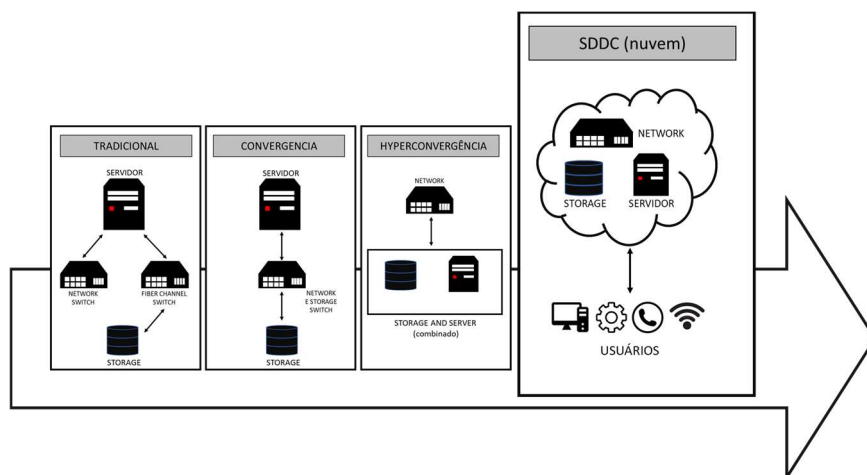 TRADICIONAL
SERVIDOR
NETWORK
SWITCH
FIBER CHANNEL
SWITCH
STORAGE
CONVERGENCIA
SERVIDOR
NETWORK
E STORAGE
SWITCH
STORAGE
HYPERCONVERGÊNCIA
NETWORK
STORAGE AND SERVER
(combinado)
SDDC (nuvem)
NETWORK
STORAGE
SERVIDOR
USUÁRIOS